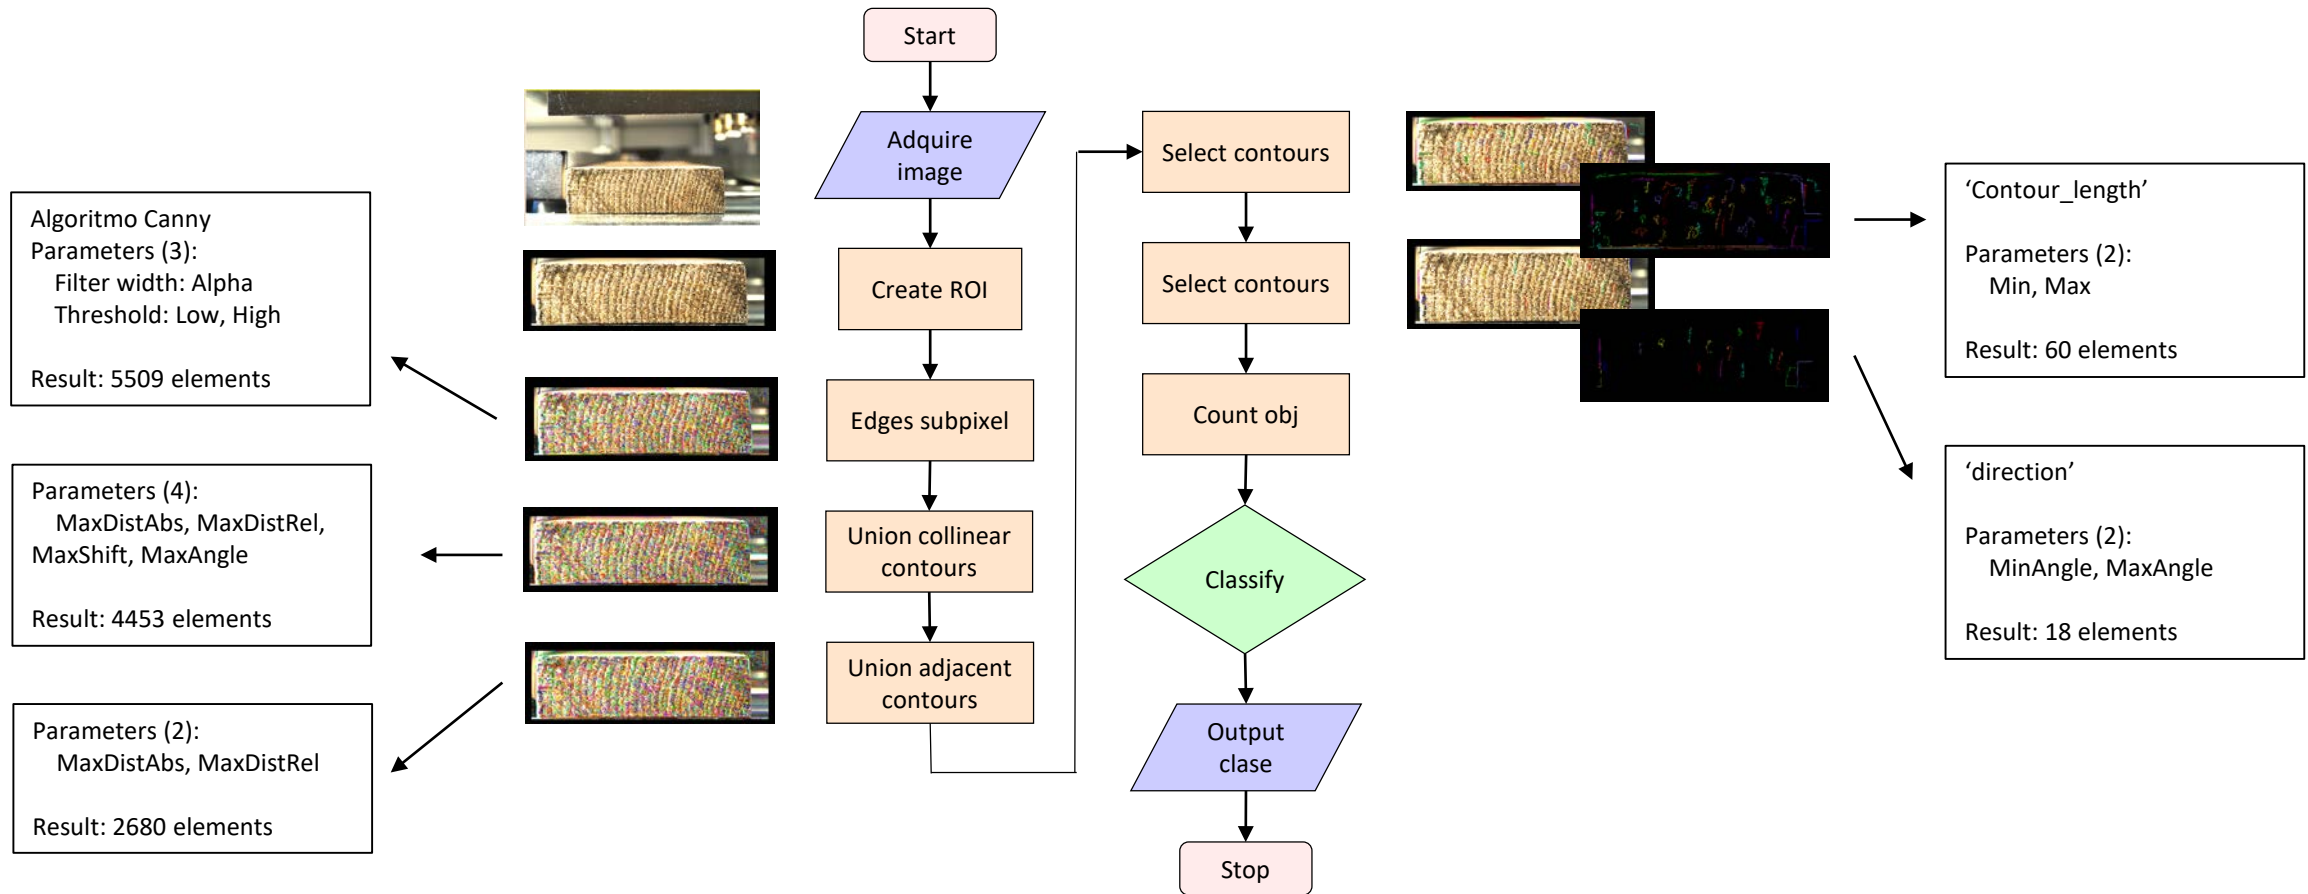 Start
Adquire
image
Create ROI
Edges subpixel
Union collinear
contours
Union adjacent
contours
Select contours
Select contours
Count obj
Classify
Output
clase
Stop
Algoritmo Canny
Parameters (3):
Filter width: Alpha
Threshold: Low, High
Result: 5509 elements
Parameters (4):
MaxDistAbs, MaxDistRel,
MaxShift, MaxAngle
Result: 4453 elements
Parameters (2):
MaxDistAbs, MaxDistRel
Result: 2680 elements
‘Contour_length’
Parameters (2):
Min, Max
Result: 60 elements
‘direction’
Parameters (2):
MinAngle, MaxAngle
Result: 18 elements